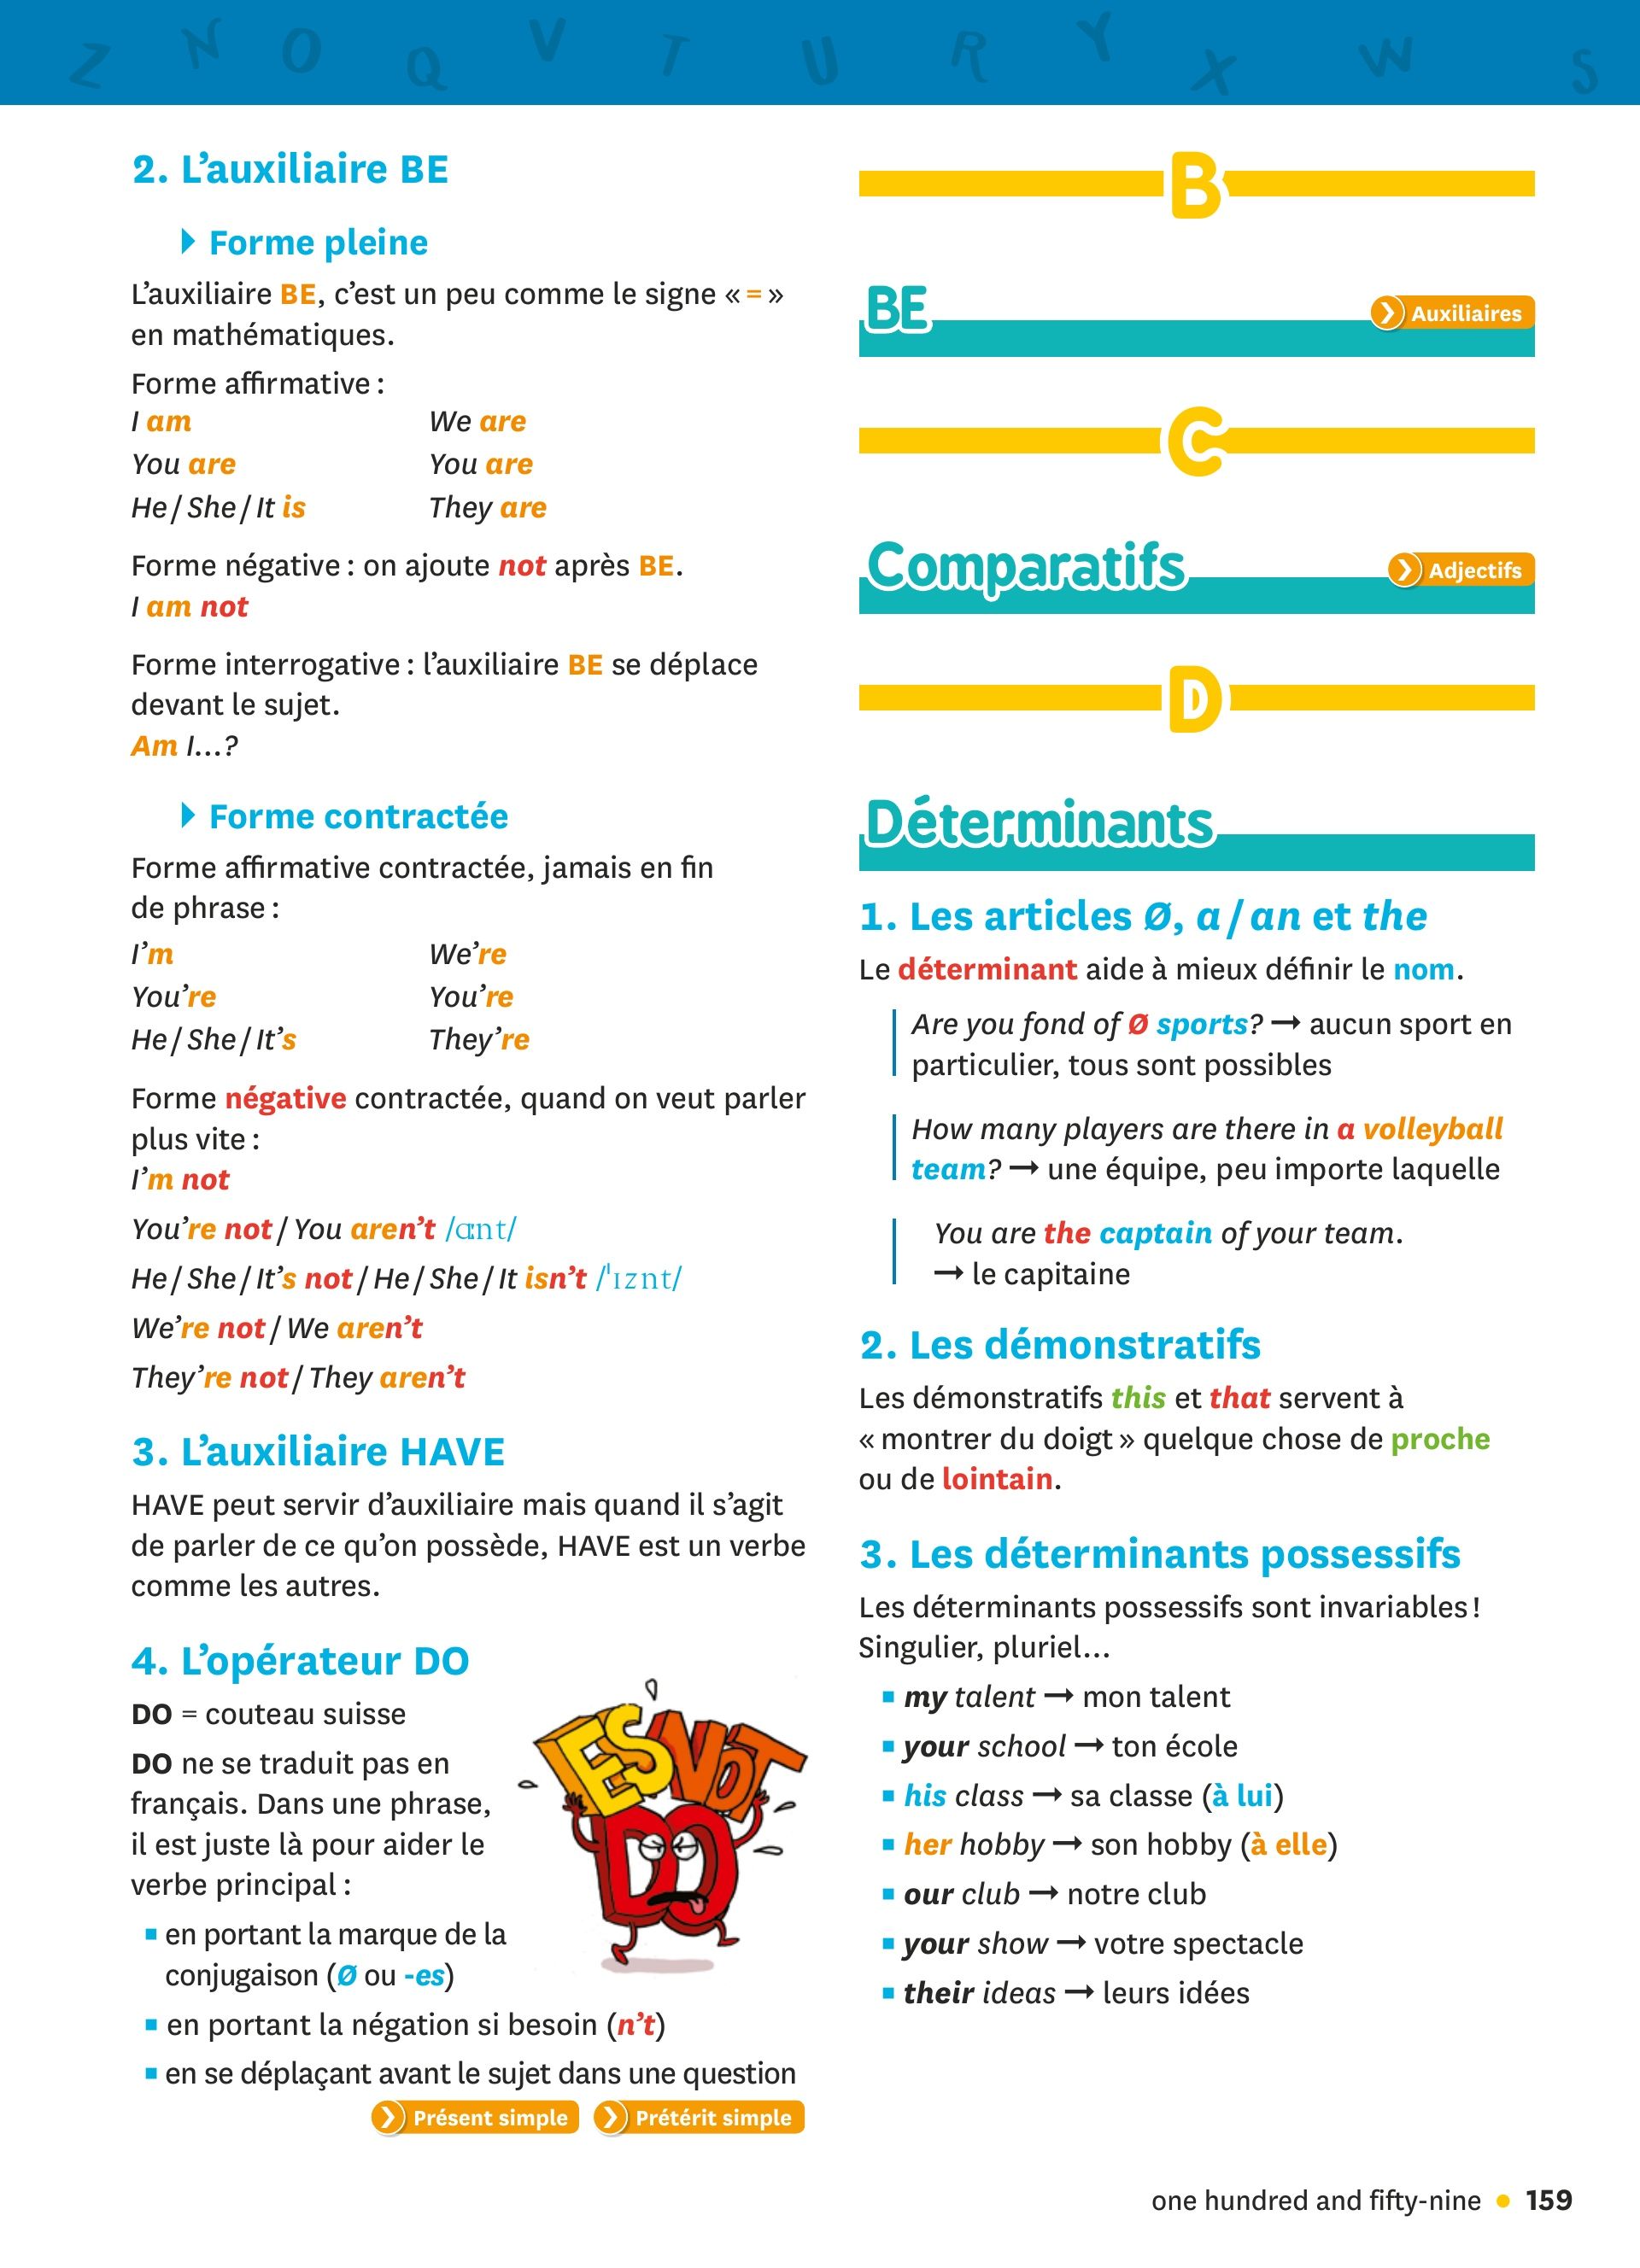 Z N O Q V T U R Y X W S
2. L’auxiliaire BE
Forme pleine
L’auxiliaire BE, c’est un peu comme le signe « = »
en mathématiques.
Forme affirmative :
I am We are
You are You are
He / She / It is They are
Forme négative : on ajoute not après BE.
I am not
Forme interrogative : l’auxiliaire BE se déplace
devant le sujet.
Am I…?
Forme contractée
Forme affirmative contractée, jamais en fin
de phrase :
I’m We’re
You’re You’re
He / She / It’s They’re
Forme négative contractée, quand on veut parler
plus vite :
I’m not
You’re not / You aren’t /ɑːnt/
He / She / It’s not / He / She / It isn’t /ˈɪznt/
We’re not / We aren’t
They’re not / They aren’t
3. L’auxiliaire HAVE
HAVE peut servir d’auxiliaire mais quand il s’agit
de parler de ce qu’on possède, HAVE est un verbe
comme les autres.
4. L’opérateur DO
DO = couteau suisse
DO ne se traduit pas en
français. Dans une phrase,
il est juste là pour aider le
verbe principal :
■ en portant la marque de la
conjugaison (Ø ou -es)
■ en portant la négation si besoin (n’t)
■ en se déplaçant avant le sujet dans une question
Présent simple Prétérit simple
ES NOT
DO
B
BE Auxiliaires
C
Comparatifs Adjectifs
D
Déterminants
1. Les articles Ø, a / an et the
Le déterminant aide à mieux définir le nom.
Are you fond of Ø sports? → aucun sport en
particulier, tous sont possibles
How many players are there in a volleyball
team? → une équipe, peu importe laquelle
You are the captain of your team.
→ le capitaine
2. Les démonstratifs
Les démonstratifs this et that servent à
« montrer du doigt » quelque chose de proche
ou de lointain.
3. Les déterminants possessifs
Les déterminants possessifs sont invariables !
Singulier, pluriel…
■ my talent → mon talent
■ your school → ton école
■ his class → sa classe (à lui)
■ her hobby → son hobby (à elle)
■ our club → notre club
■ your show → votre spectacle
■ their ideas → leurs idées
one hundred and fifty-nine • 159